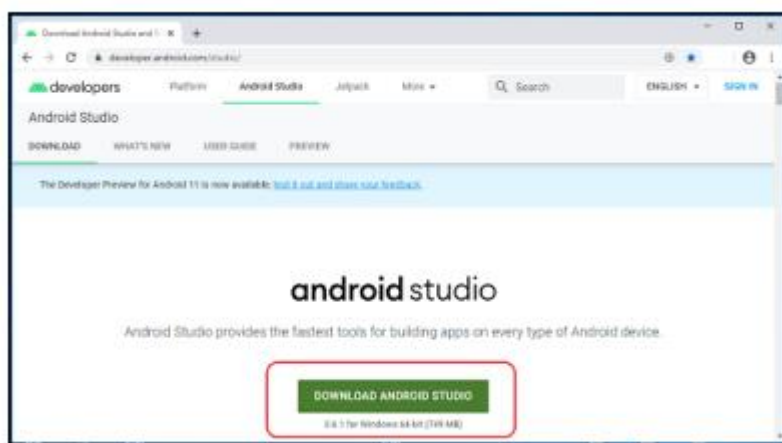 Download Android Studio and
developer.android.com/studio/
developers Platform Android Studio Jetpack More Search ENGLISH SIGN IN
Android Studio
DOWNLOAD WHAT'S NEW USER GUIDE PREVIEW
The Developer Preview for Android 11 is now available; test it out and share your feedback.
android studio
Android Studio provides the fastest tools for building apps on every type of Android device.
DOWNLOAD ANDROID STUDIO
3.6.1 for Windows 64-bit (749 MB)